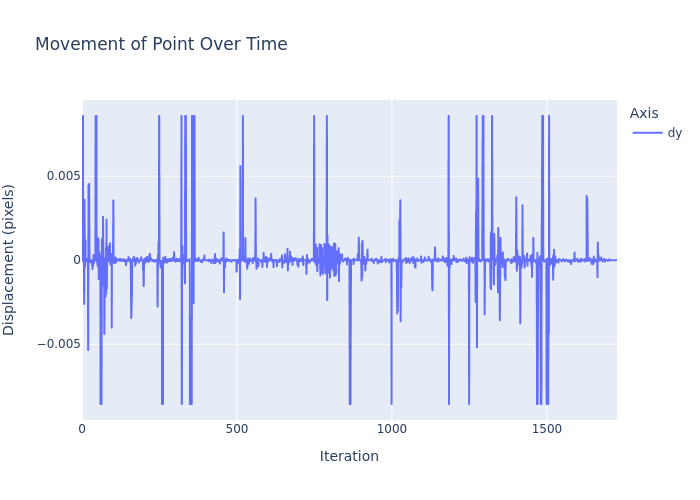 Movement of Point Over Time
Axis
dy
0.005
0
−0.005
Displacement (pixels)
0
500
1000
1500
Iteration